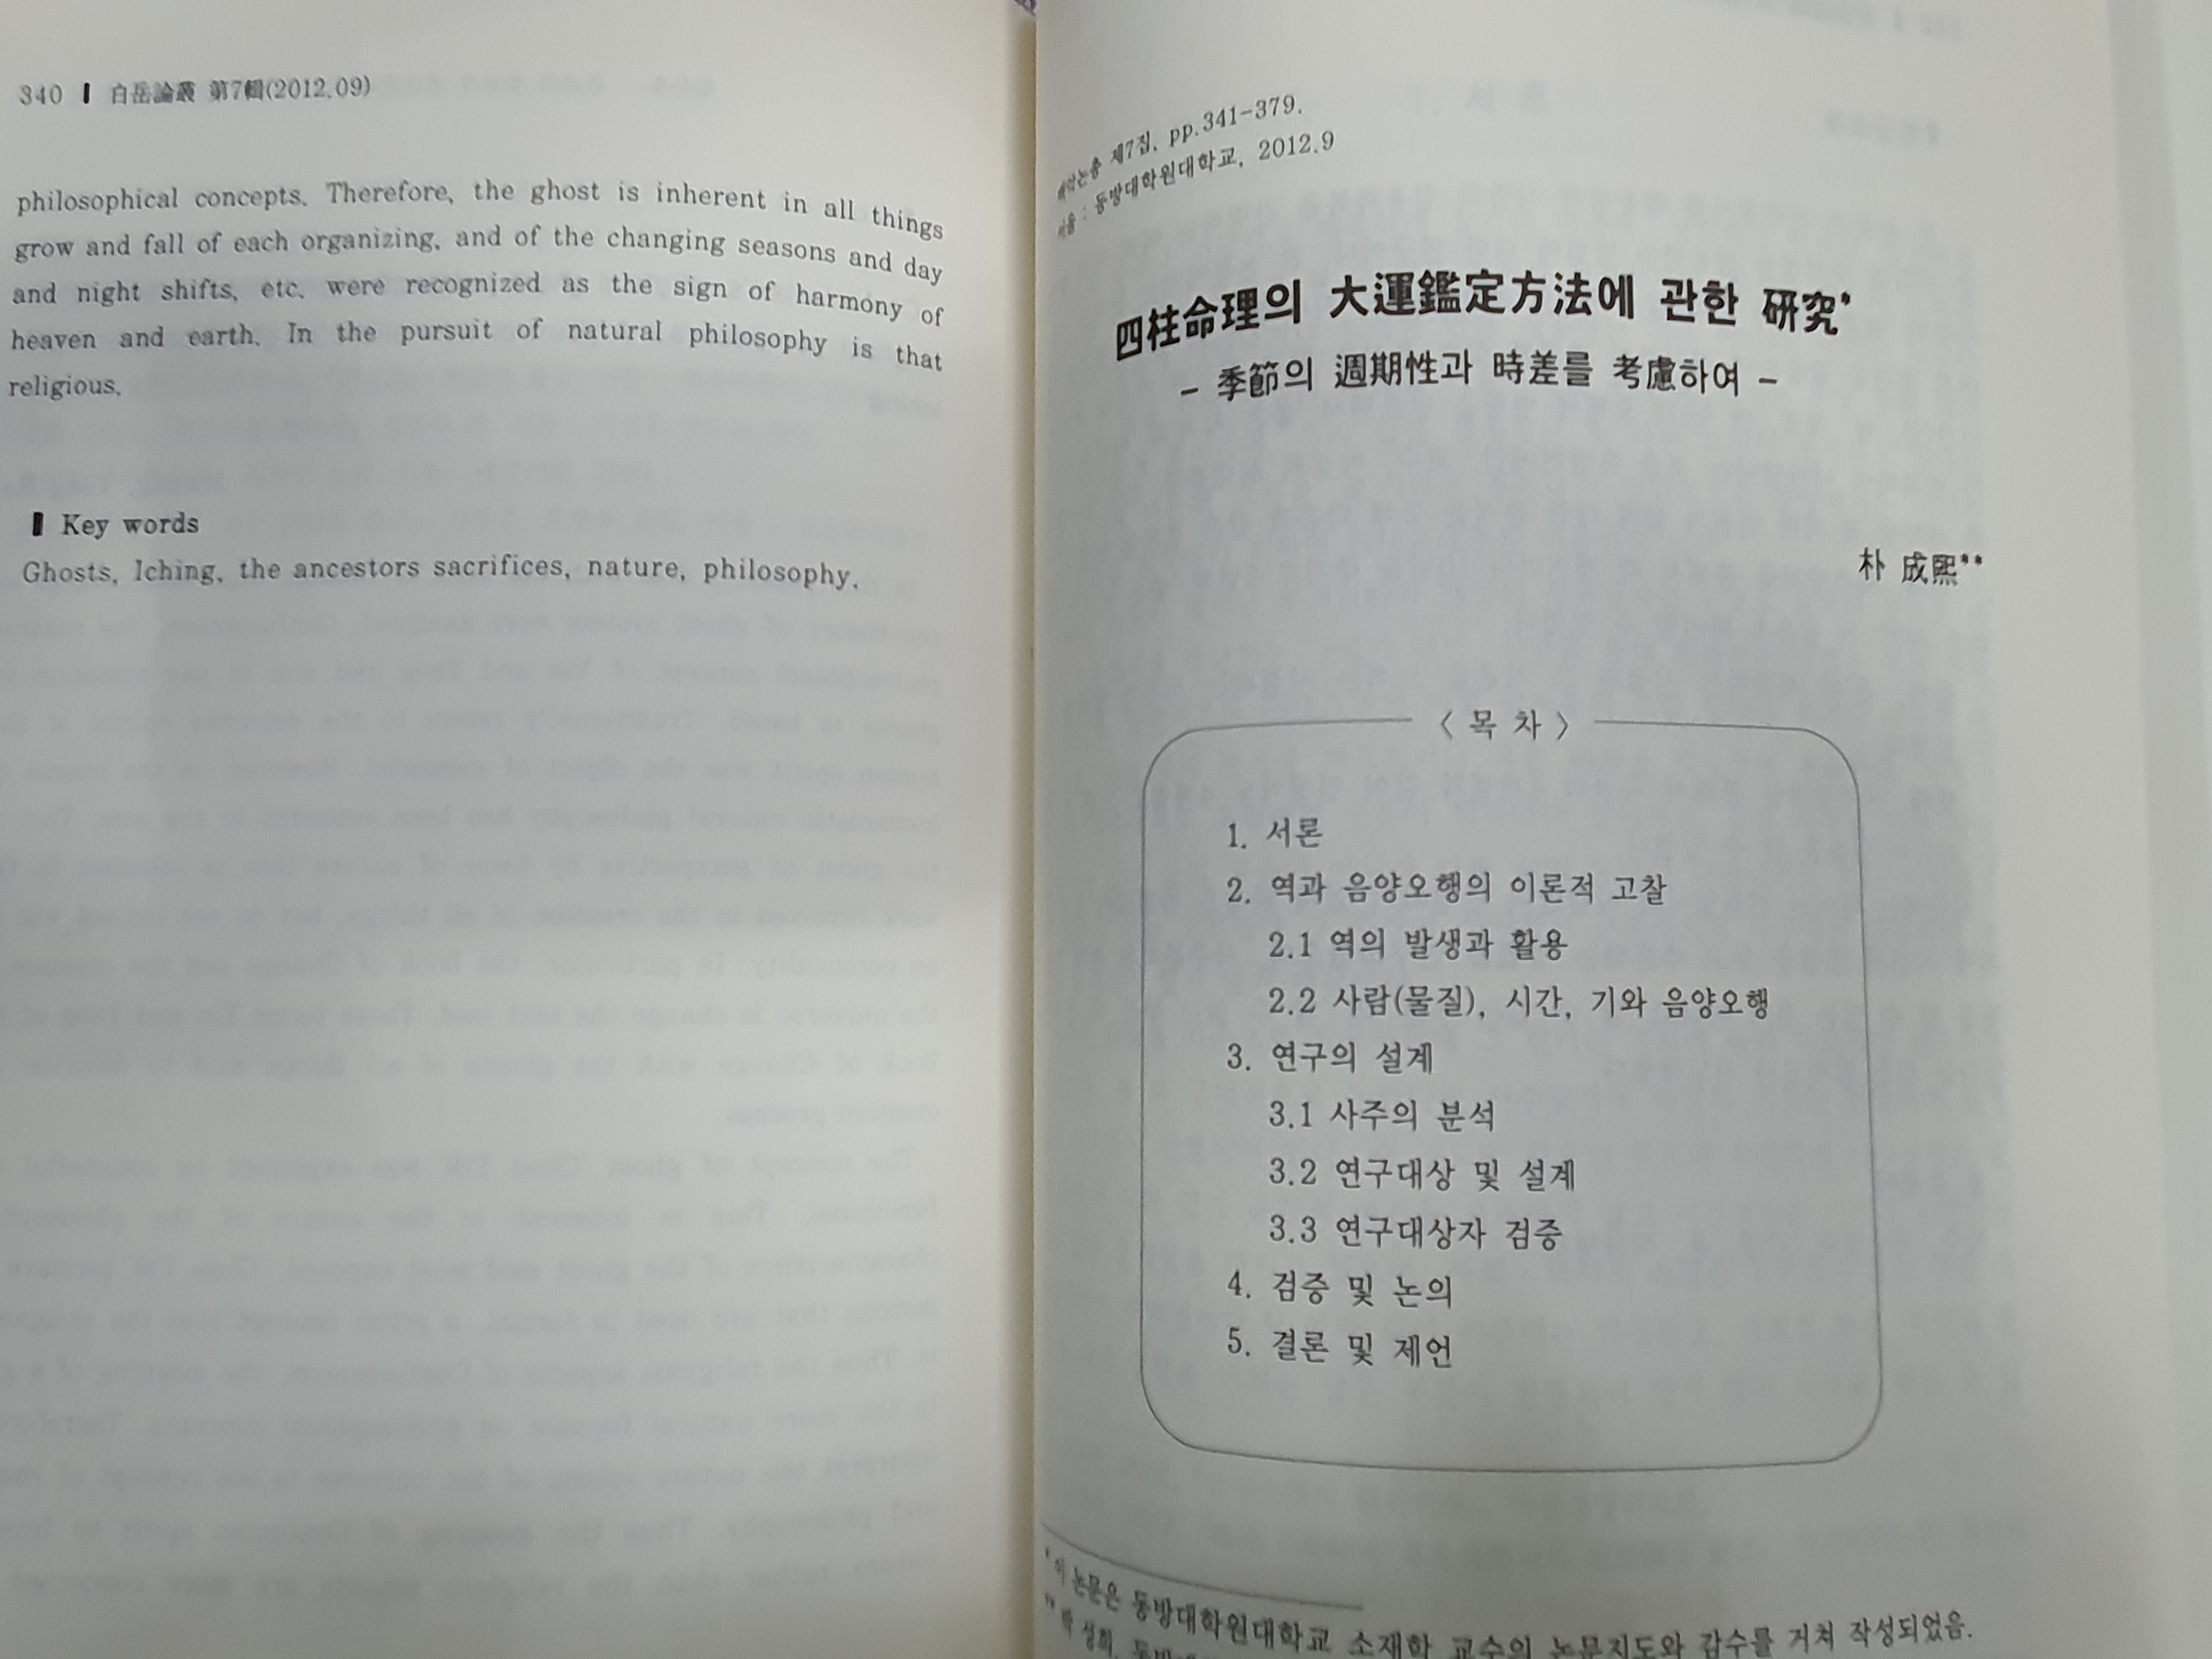 340 ▮ 白岳論叢 第7輯(2012.09)
philosophical concepts. Therefore, the ghost is inherent in all things
grow and fall of each organizing, and of the changing seasons and day
and night shifts, etc. were recognized as the sign of harmony of
heaven and earth. In the pursuit of natural philosophy is that
religious.
▮ Key words
Ghosts, Iching, the ancestors sacrifices, nature, philosophy,
백악논총 제7집, pp.341-379.
서울 : 동방대학원대학교, 2012.9
四柱命理의 大運鑑定方法에 관한 硏究*
- 季節의 週期性과 時差를 考慮하여 -
朴 成熙**
< 목 차 >
1. 서론
2. 역과 음양오행의 이론적 고찰
2.1 역의 발생과 활용
2.2 사람(물질), 시간, 기와 음양오행
3. 연구의 설계
3.1 사주의 분석
3.2 연구대상 및 설계
3.3 연구대상자 검증
4. 검증 및 논의
5. 결론 및 제언
* 이 논문은 동방대학원대학교 소재학 교수의 논문지도와 감수를 거쳐 작성되었음.
** 박성희,